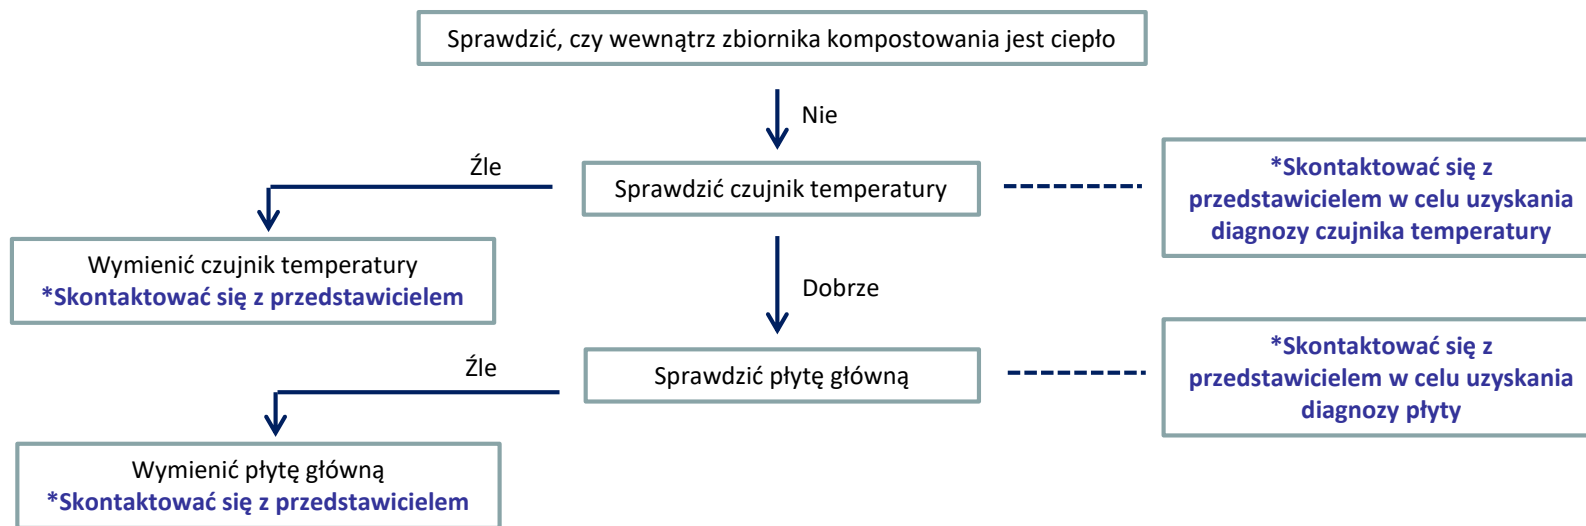 Sprawdzić, czy wewnątrz zbiornika kompostowania jest ciepło
Nie
Źle
Sprawdzić czujnik temperatury
*Skontaktować się z
przedstawicielem w celu uzyskania
diagnozy czujnika temperatury
Wymienić czujnik temperatury
*Skontaktować się z przedstawicielem
Dobrze
Źle
Sprawdzić płytę główną
*Skontaktować się z
przedstawicielem w celu uzyskania
diagnozy płyty
Wymienić płytę główną
*Skontaktować się z przedstawicielem